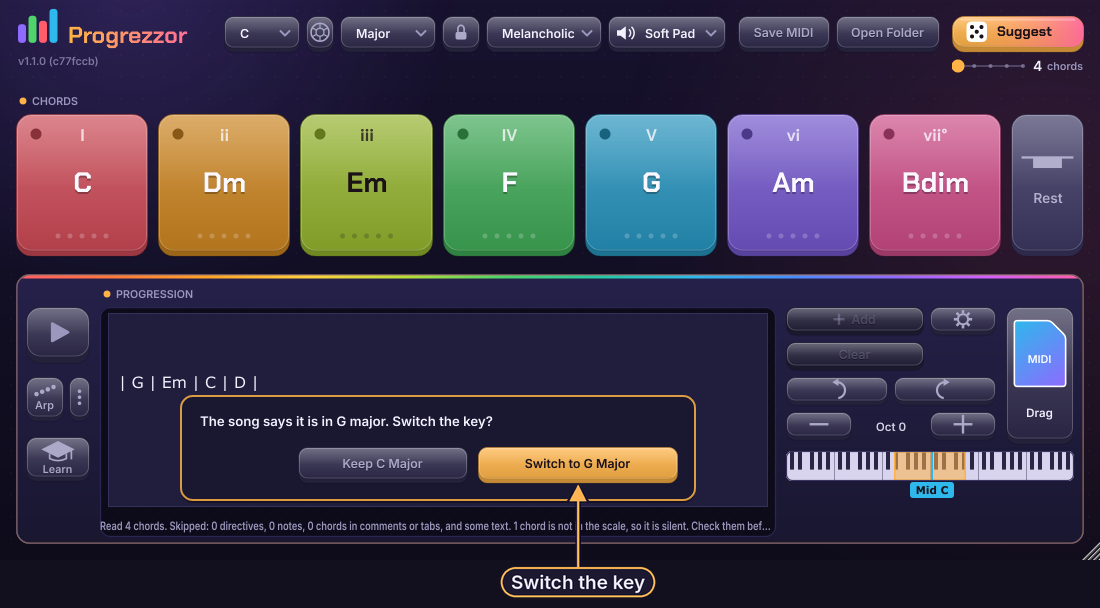 Progrezzor
v1.1.0 (c77fccb)
C
Major
Melancholic
Soft Pad
Save MIDI
Open Folder
Suggest
4 chords
CHORDS
I
C
ii
Dm
iii
Em
IV
F
V
G
vi
Am
vii°
Bdim
Rest
PROGRESSION
Arp
Learn
| G | Em | C | D |
The song says it is in G major. Switch the key?
Keep C Major
Switch to G Major
Read 4 chords. Skipped: 0 directives, 0 notes, 0 chords in comments or tabs, and some text. 1 chord is not in the scale, so it is silent. Check them bef...
+ Add
Clear
Oct 0
Mid C
MIDI
Drag
Switch the key